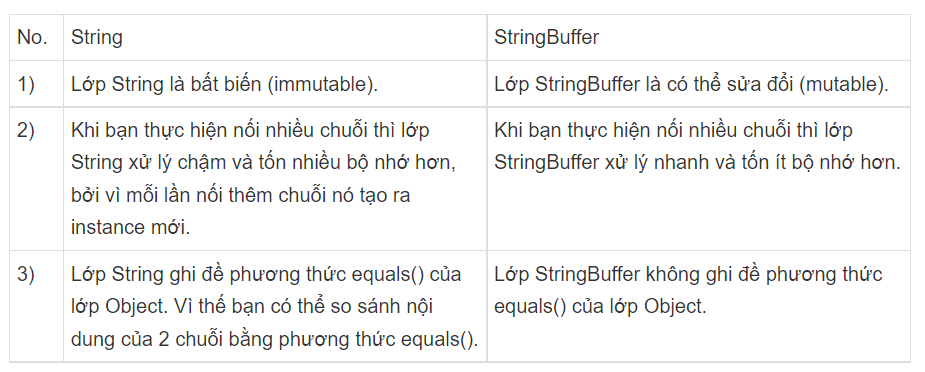 No. String StringBuffer
1) Lớp String là bất biến (immutable). Lớp StringBuffer là có thể sửa đổi (mutable).
2) Khi bạn thực hiện nối nhiều chuỗi thì lớp
String xử lý chậm và tốn nhiều bộ nhớ hơn,
bởi vì mỗi lần nối thêm chuỗi nó tạo ra
instance mới.
Khi bạn thực hiện nối nhiều chuỗi thì lớp
StringBuffer xử lý nhanh và tốn ít bộ nhớ hơn.
3) Lớp String ghi đề phương thức equals() của
lớp Object. Vì thế bạn có thể so sánh nội
dung của 2 chuỗi bằng phương thức equals().
Lớp StringBuffer không ghi đề phương thức
equals() của lớp Object.